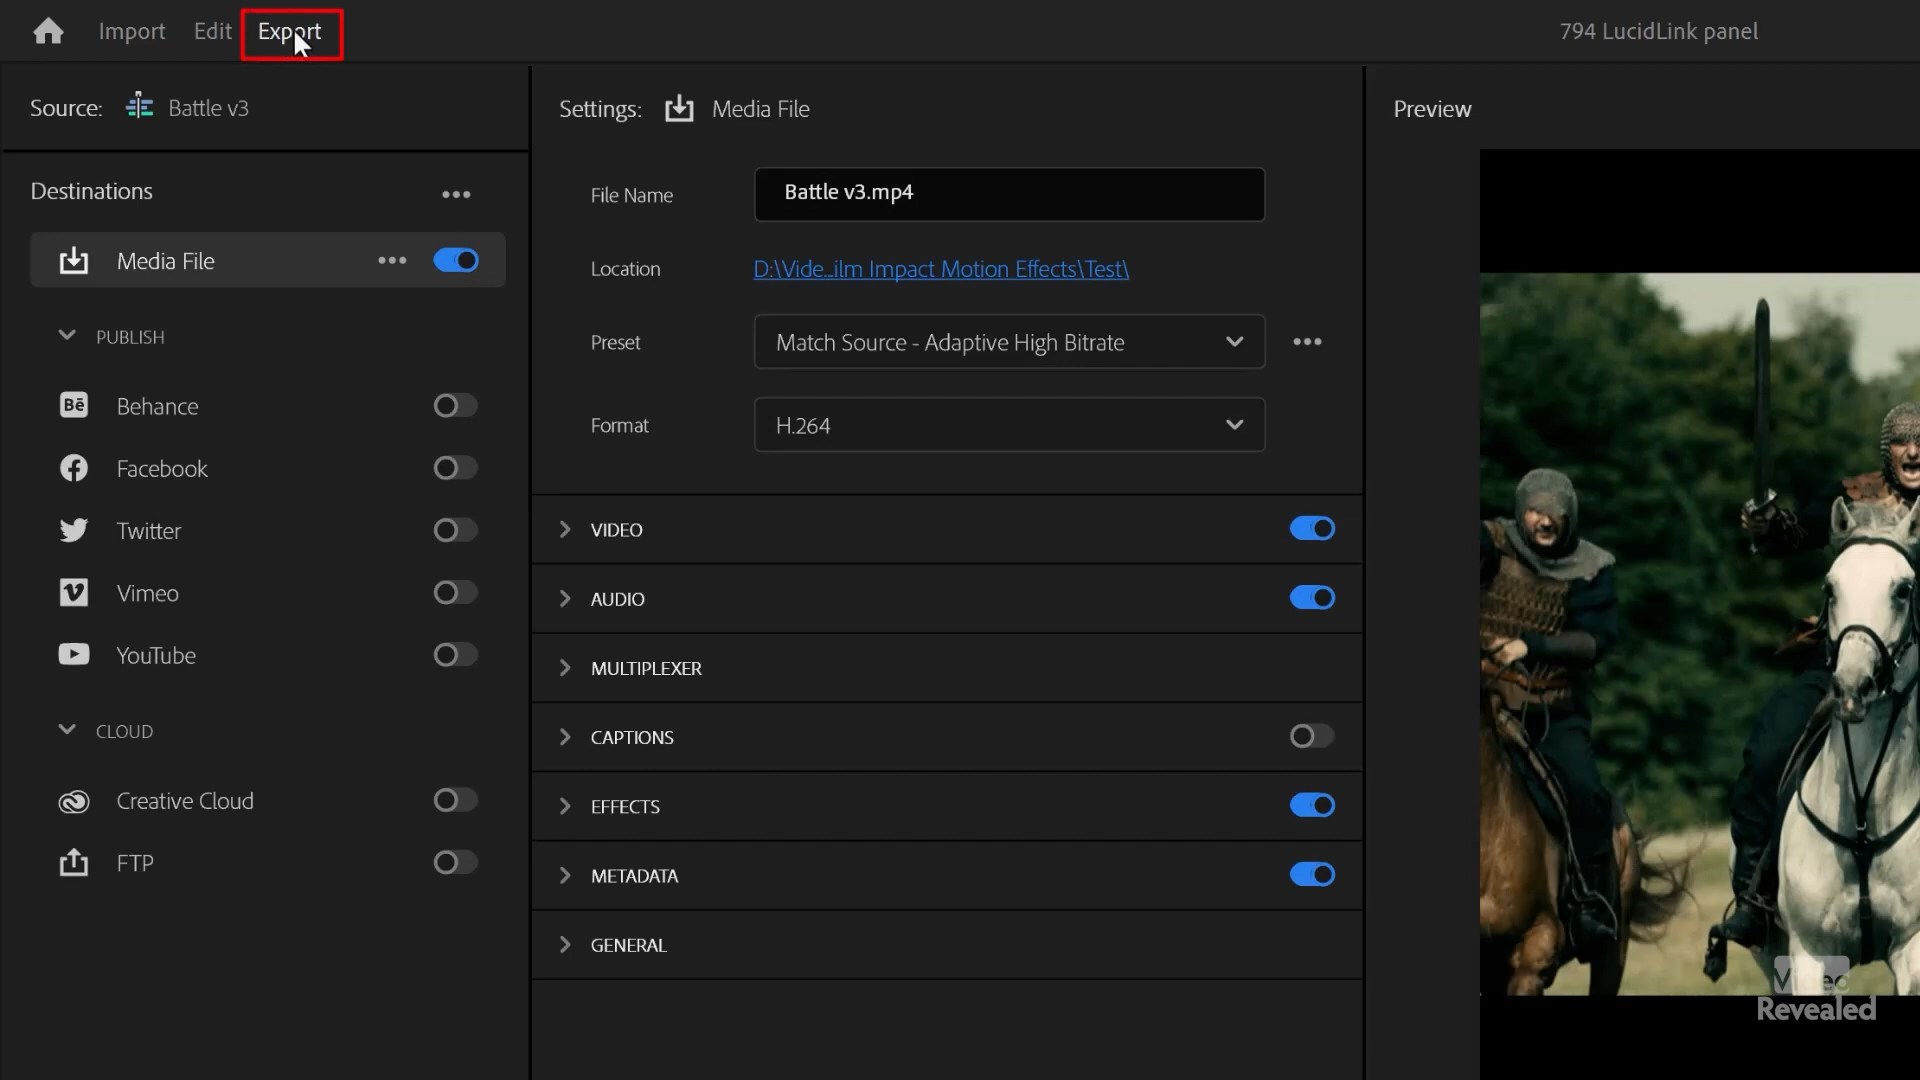 Import Edit Export 794 LucidLink panel
Source: Battle v3
Settings: Media File
Preview
Destinations
Media File
PUBLISH
Bē Behance
Facebook
Twitter
Vimeo
YouTube
CLOUD
Creative Cloud
FTP
File Name Battle v3.mp4
Location D:\Vide...ilm Impact Motion Effects\Test\
Preset Match Source - Adaptive High Bitrate
Format H.264
VIDEO
AUDIO
MULTIPLEXER
CAPTIONS
EFFECTS
METADATA
GENERAL
Video
Revealed